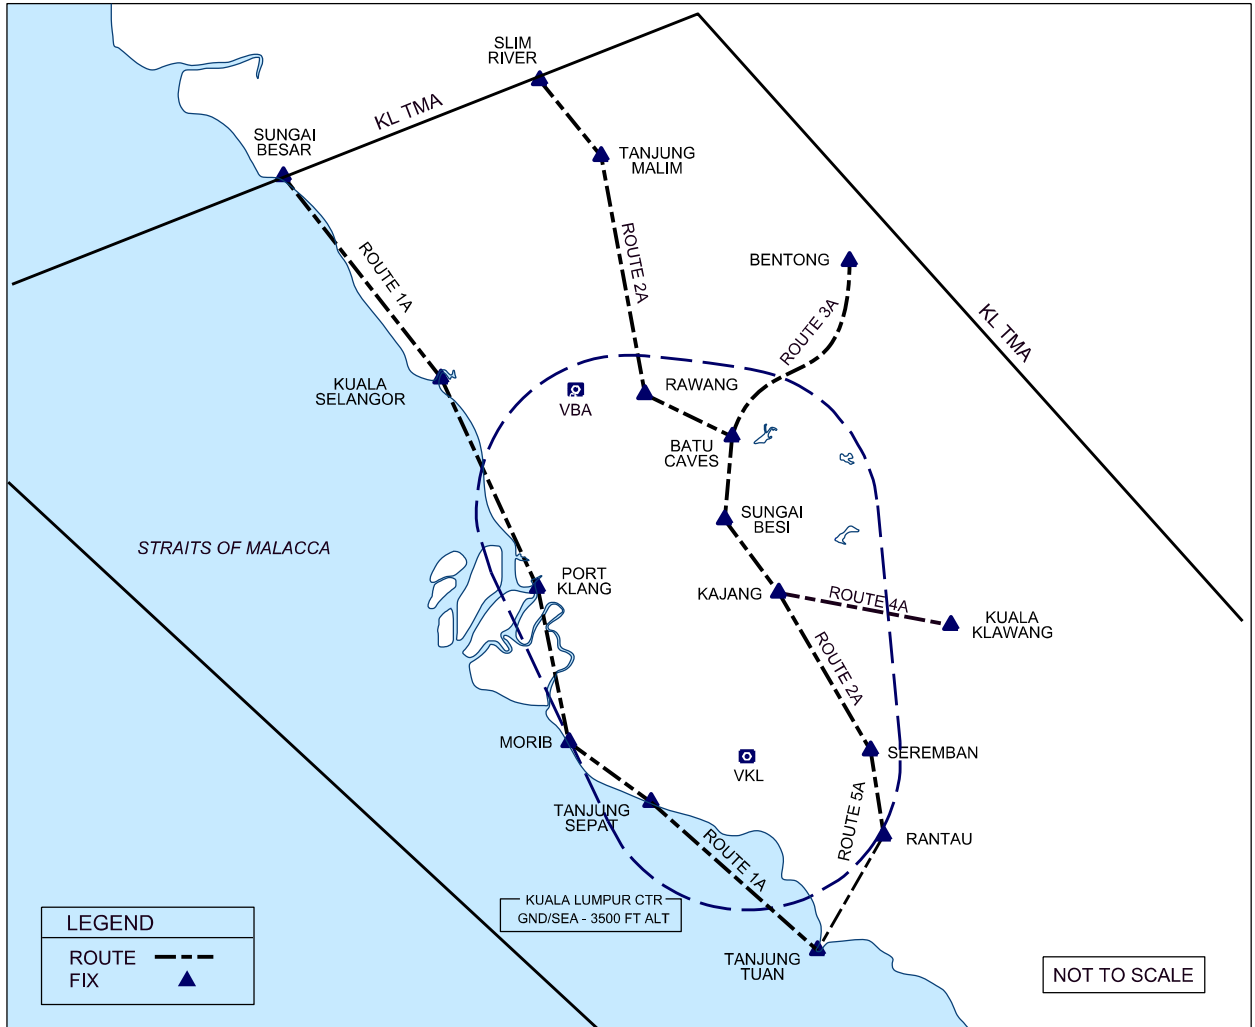 SLIM
RIVER
KL TMA
SUNGAI
BESAR
TANJUNG
MALIM
ROUTE 1A
ROUTE 2A
BENTONG
ROUTE 3A
KL TMA
KUALA
SELANGOR
VBA
RAWANG
BATU
CAVES
SUNGAI
BESI
STRAITS OF MALACCA
PORT
KLANG
KAJANG
ROUTE 4A
KUALA
KLAWANG
ROUTE 2A
MORIB
VKL
SEREMBAN
TANJUNG
SEPAT
ROUTE 5A
ROUTE 1A
RANTAU
KUALA LUMPUR CTR
GND/SEA - 3500 FT ALT
TANJUNG
TUAN
LEGEND
ROUTE
FIX
NOT TO SCALE